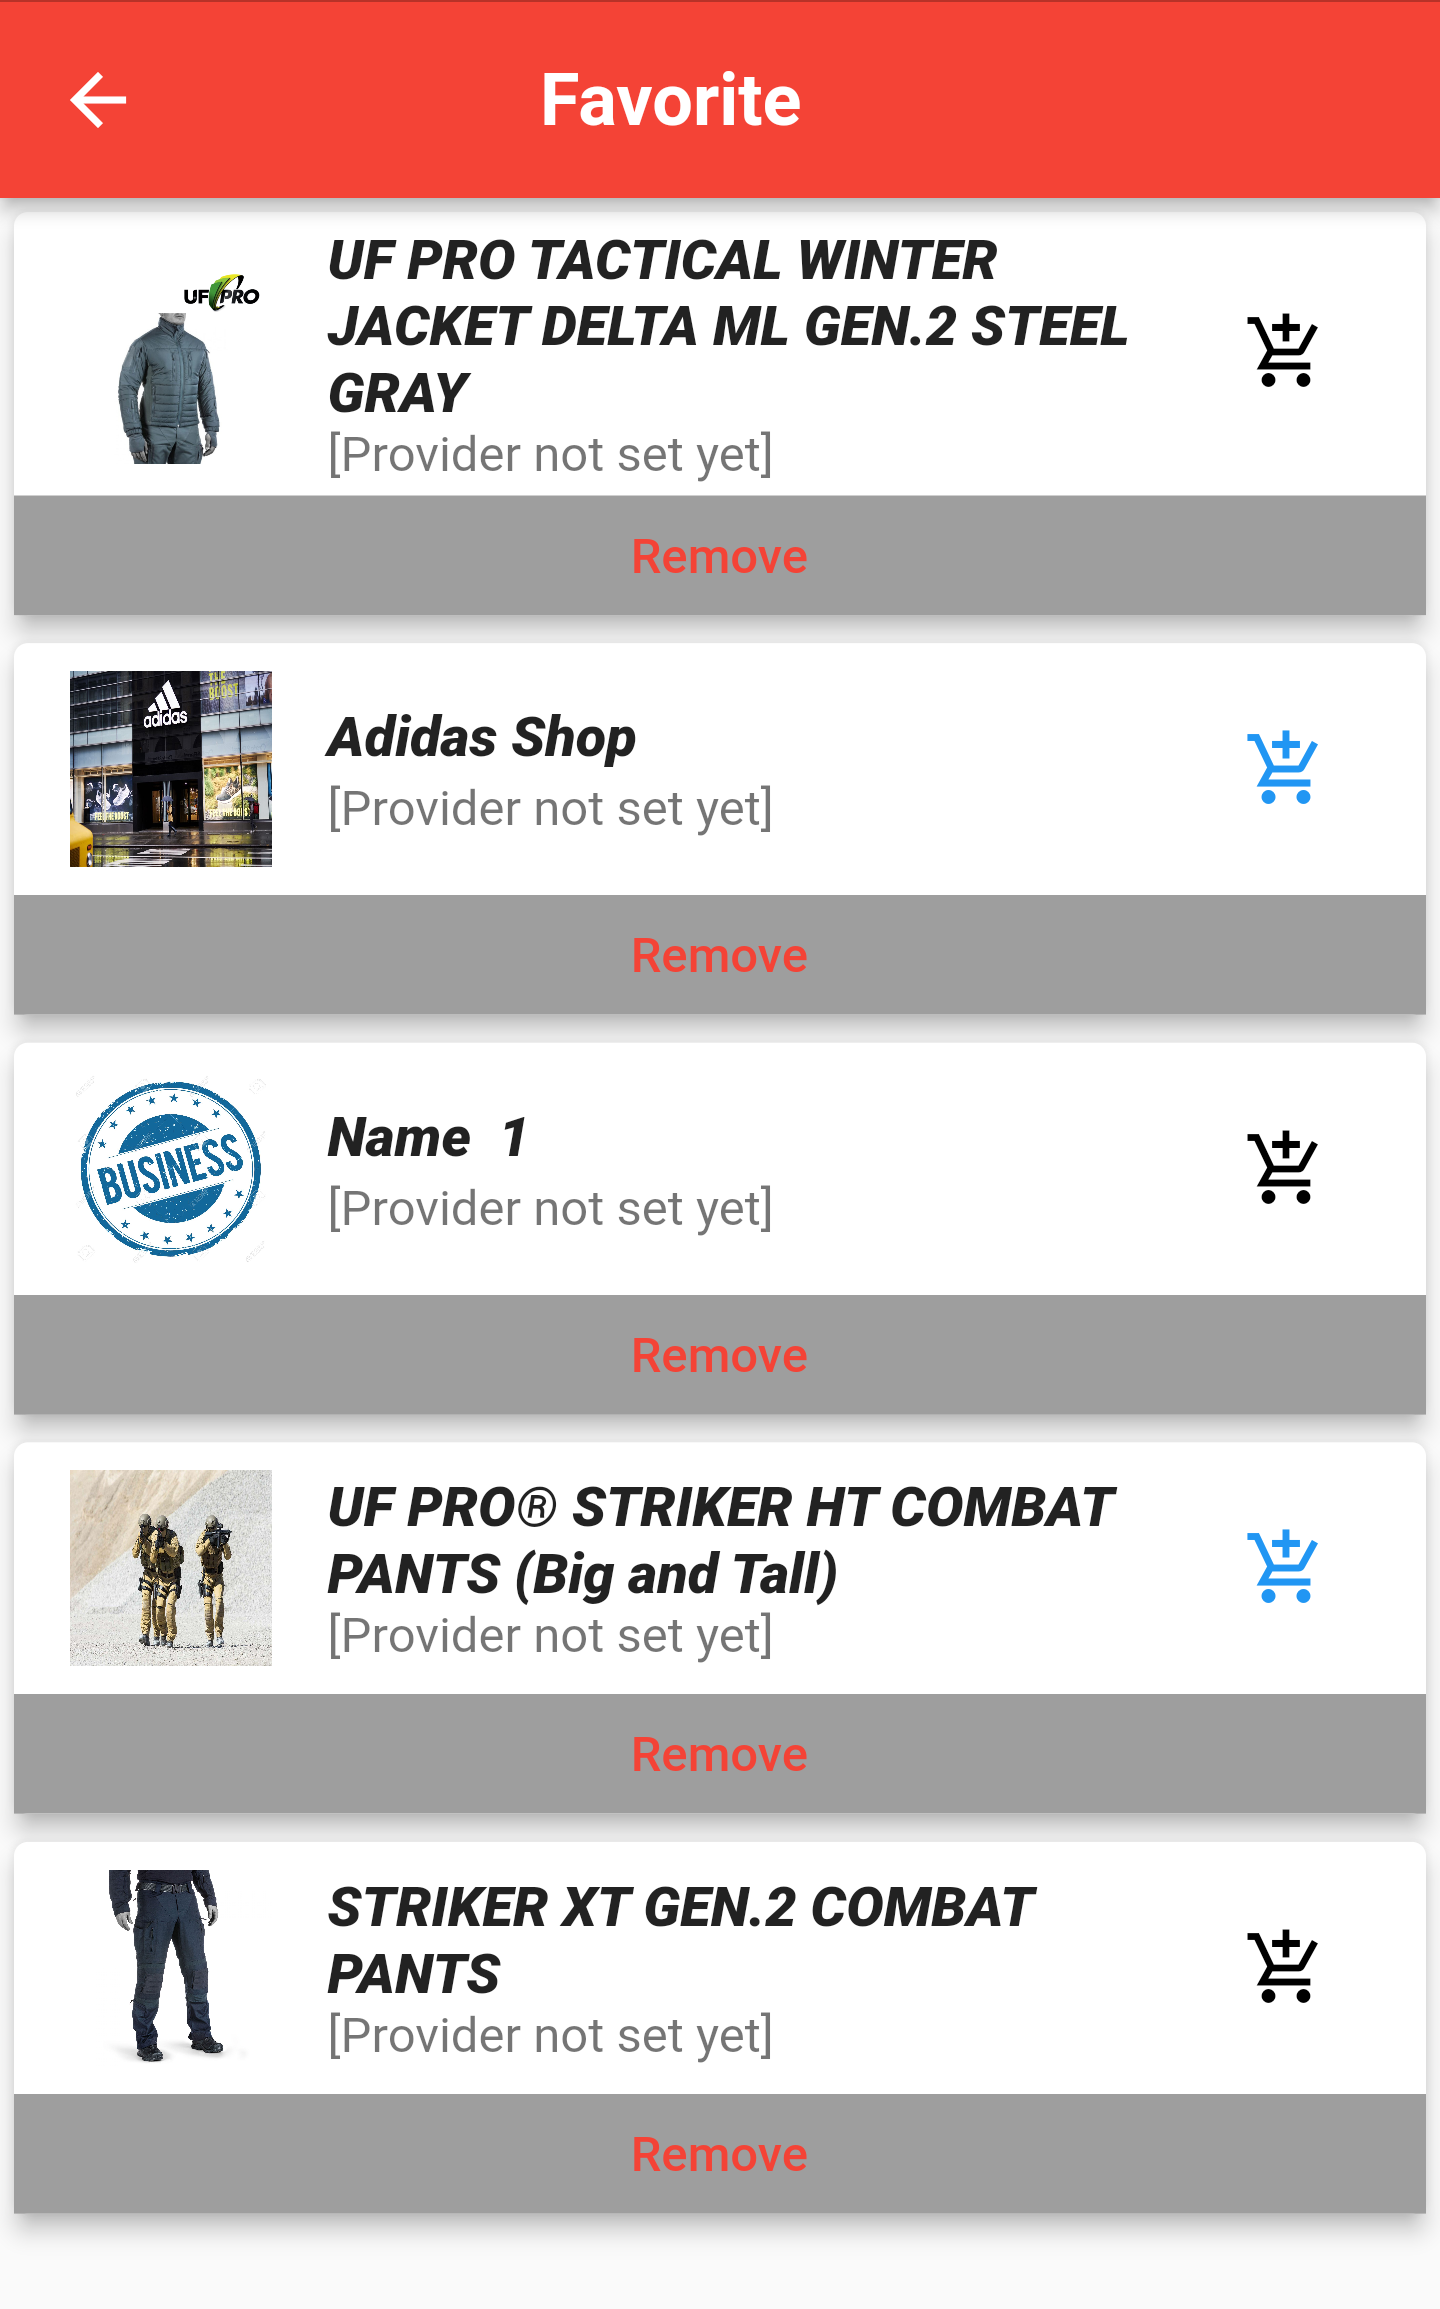 Favorite
UF PRO
UF PRO TACTICAL WINTER
JACKET DELTA ML GEN.2 STEEL
GRAY
[Provider not set yet]
Remove
adidas
BOOST
Adidas Shop
[Provider not set yet]
Remove
BUSINESS
Name  1
[Provider not set yet]
Remove
UF PRO® STRIKER HT COMBAT
PANTS (Big and Tall)
[Provider not set yet]
Remove
STRIKER XT GEN.2 COMBAT
PANTS
[Provider not set yet]
Remove